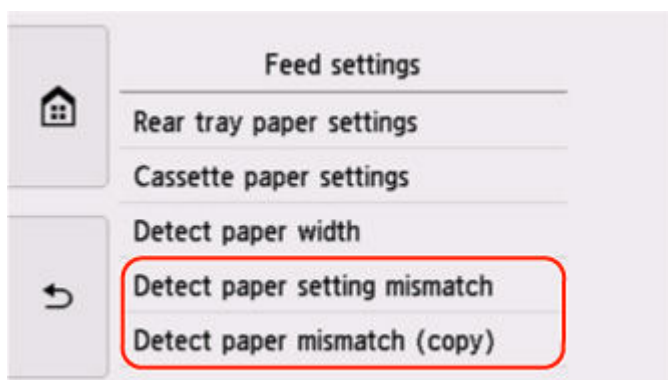 Feed settings
Rear tray paper settings
Cassette paper settings
Detect paper width
Detect paper setting mismatch
Detect paper mismatch (copy)